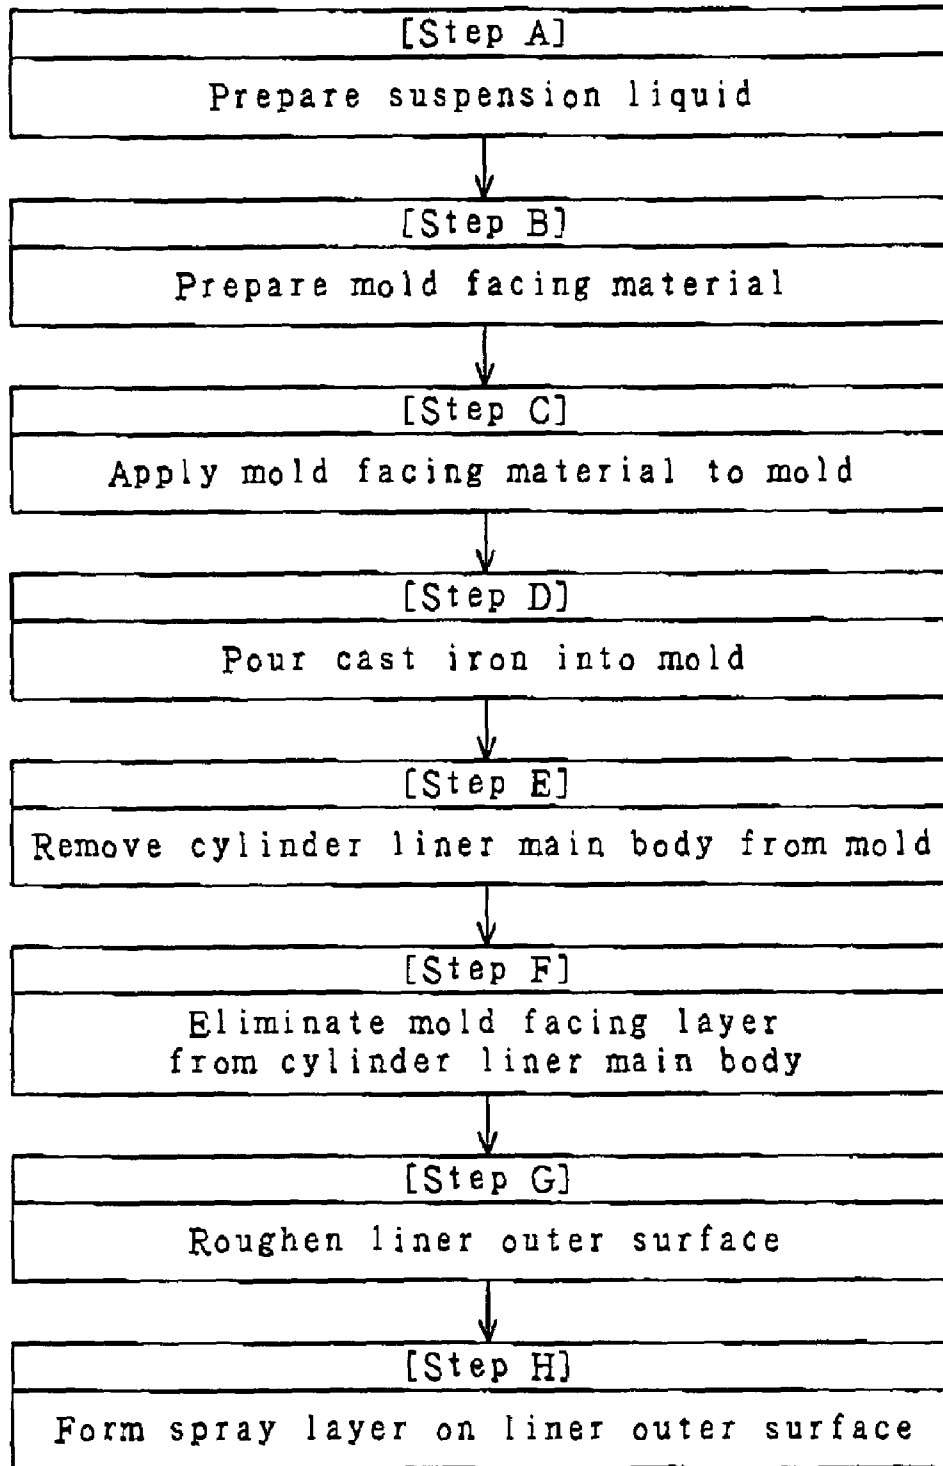 [Step A]
Prepare suspension liquid
[Step B]
Prepare mold facing material
[Step C]
Apply mold facing material to mold
[Step D]
Pour cast iron into mold
[Step E]
Remove cylinder liner main body from mold
[Step F]
Eliminate mold facing layer
from cylinder liner main body
[Step G]
Roughen liner outer surface
[Step H]
Form spray layer on liner outer surface